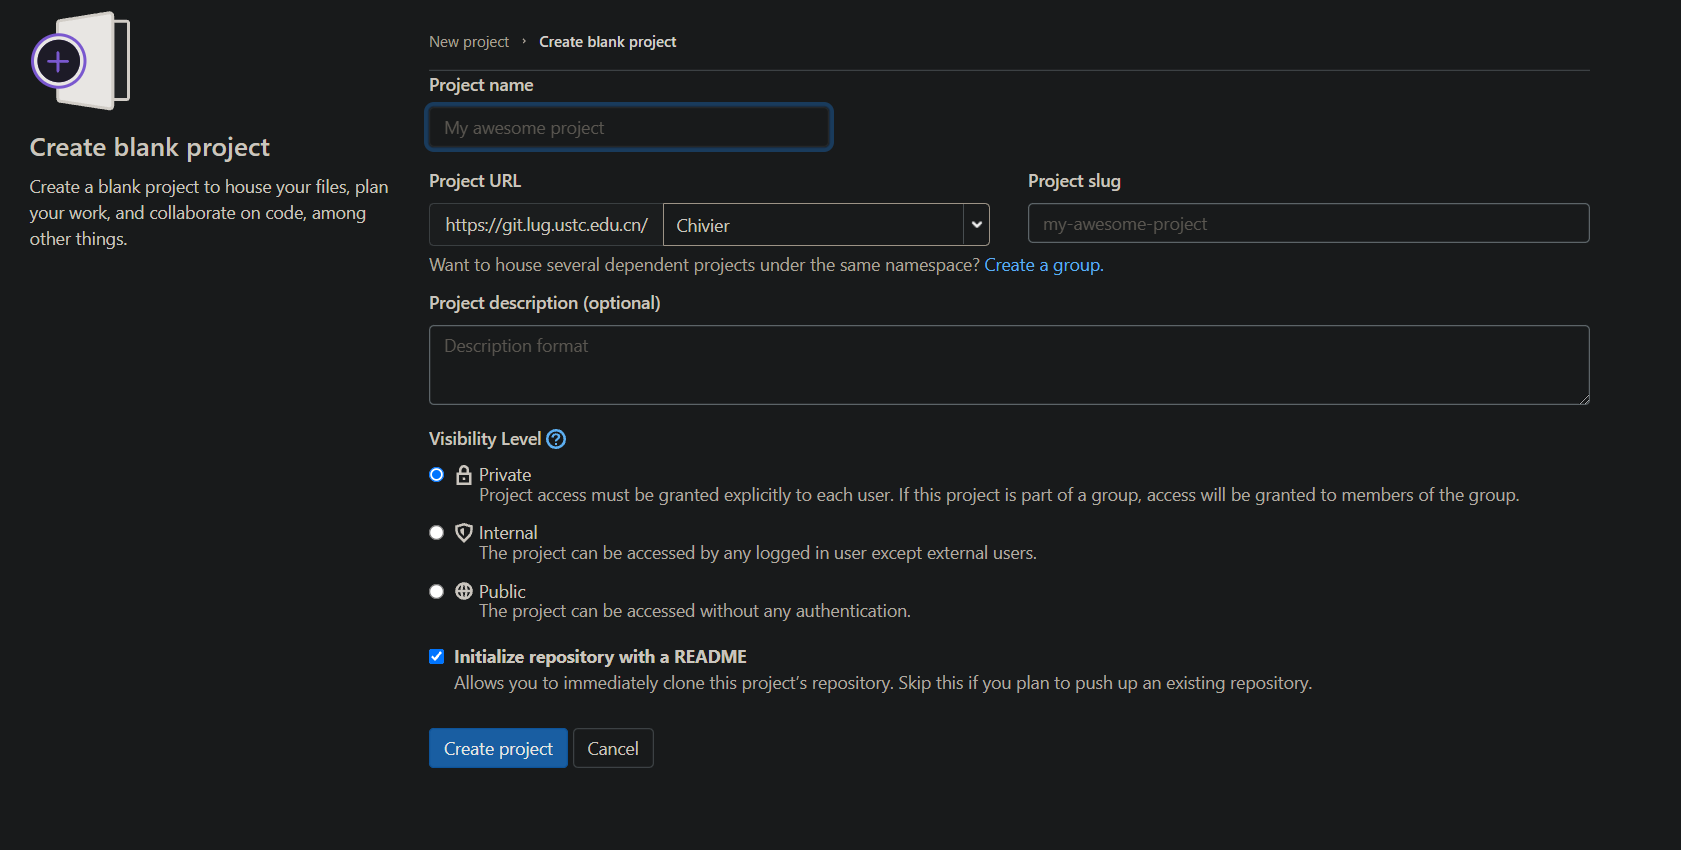 Create blank project
Create a blank project to house your files, plan
your work, and collaborate on code, among
other things.
New project › Create blank project
Project name
My awesome project
Project URL
https://git.lug.ustc.edu.cn/ Chivier
Project slug
my-awesome-project
Want to house several dependent projects under the same namespace? Create a group.
Project description (optional)
Description format
Visibility Level
Private
Project access must be granted explicitly to each user. If this project is part of a group, access will be granted to members of the group.
Internal
The project can be accessed by any logged in user except external users.
Public
The project can be accessed without any authentication.
Initialize repository with a README
Allows you to immediately clone this project’s repository. Skip this if you plan to push up an existing repository.
Create project Cancel